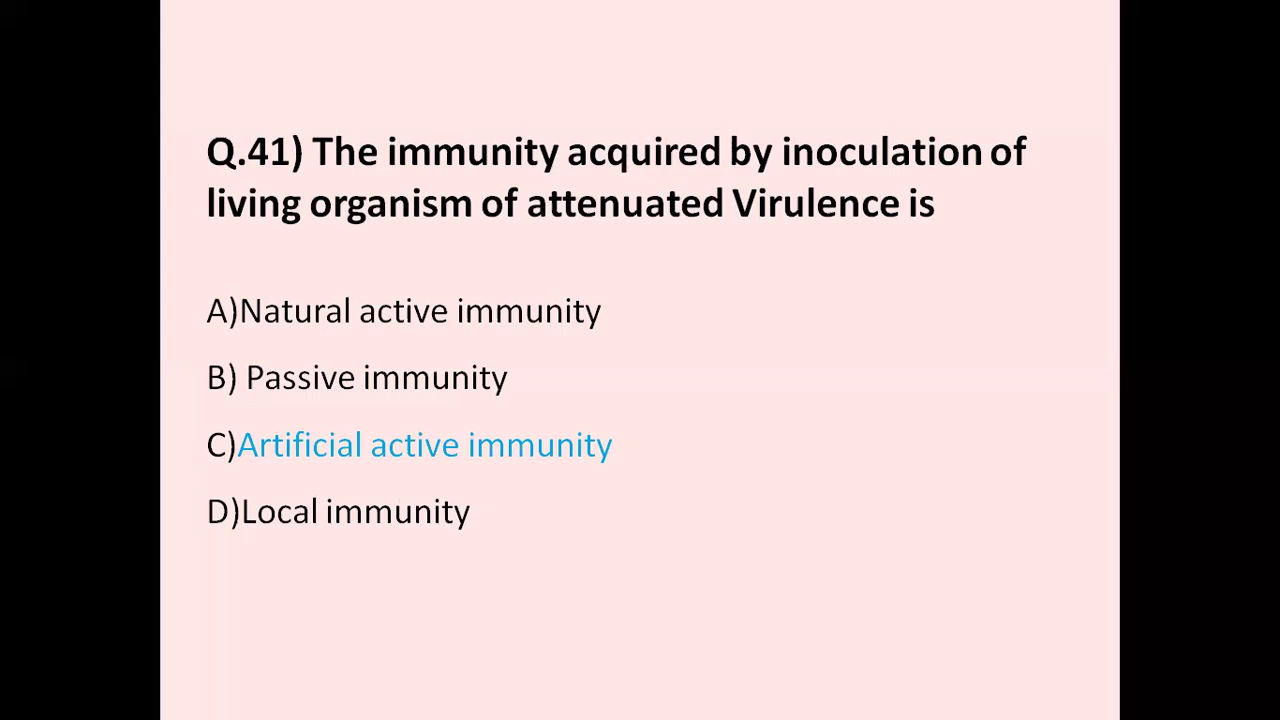 Q.41) The immunity acquired by inoculation of
living organism of attenuated Virulence is
A)Natural active immunity
B) Passive immunity
C)Artificial active immunity
D)Local immunity